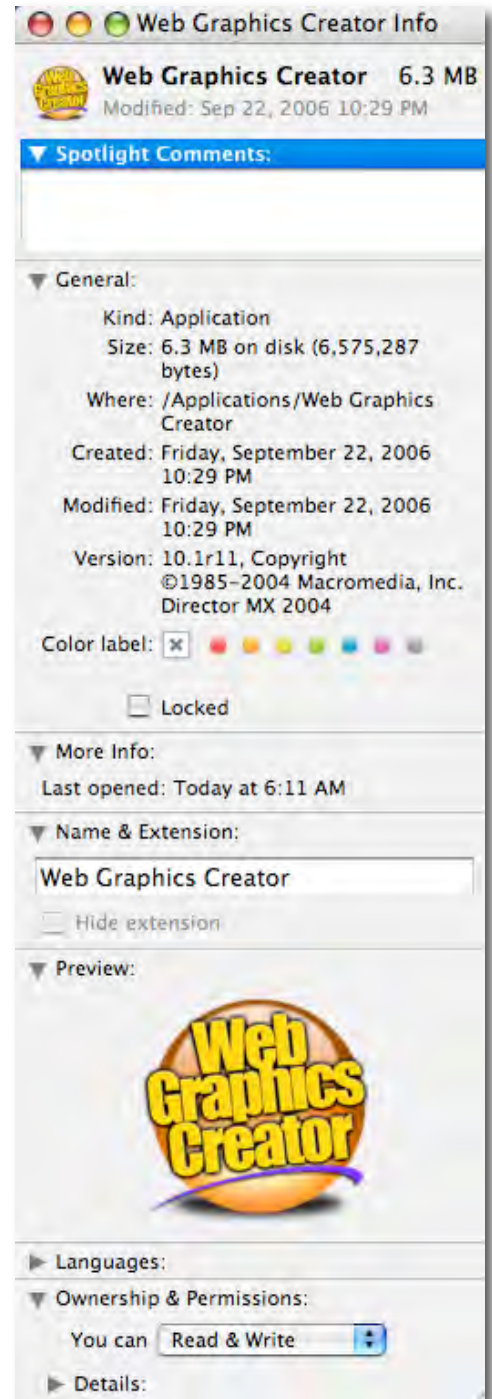 Web Graphics Creator Info
Web Graphics Creator 6.3 MB
Modified: Sep 22, 2006 10:29 PM
Spotlight Comments:
General:
Kind: Application
Size: 6.3 MB on disk (6,575,287
bytes)
Where: /Applications/Web Graphics
Creator
Created: Friday, September 22, 2006
10:29 PM
Modified: Friday, September 22, 2006
10:29 PM
Version: 10.1r11, Copyright
©1985–2004 Macromedia, Inc.
Director MX 2004
Color label:
Locked
More Info:
Last opened: Today at 6:11 AM
Name & Extension:
Web Graphics Creator
Hide extension
Preview:
Web
Graphics
Creator
Languages:
Ownership & Permissions:
You can Read & Write
Details: